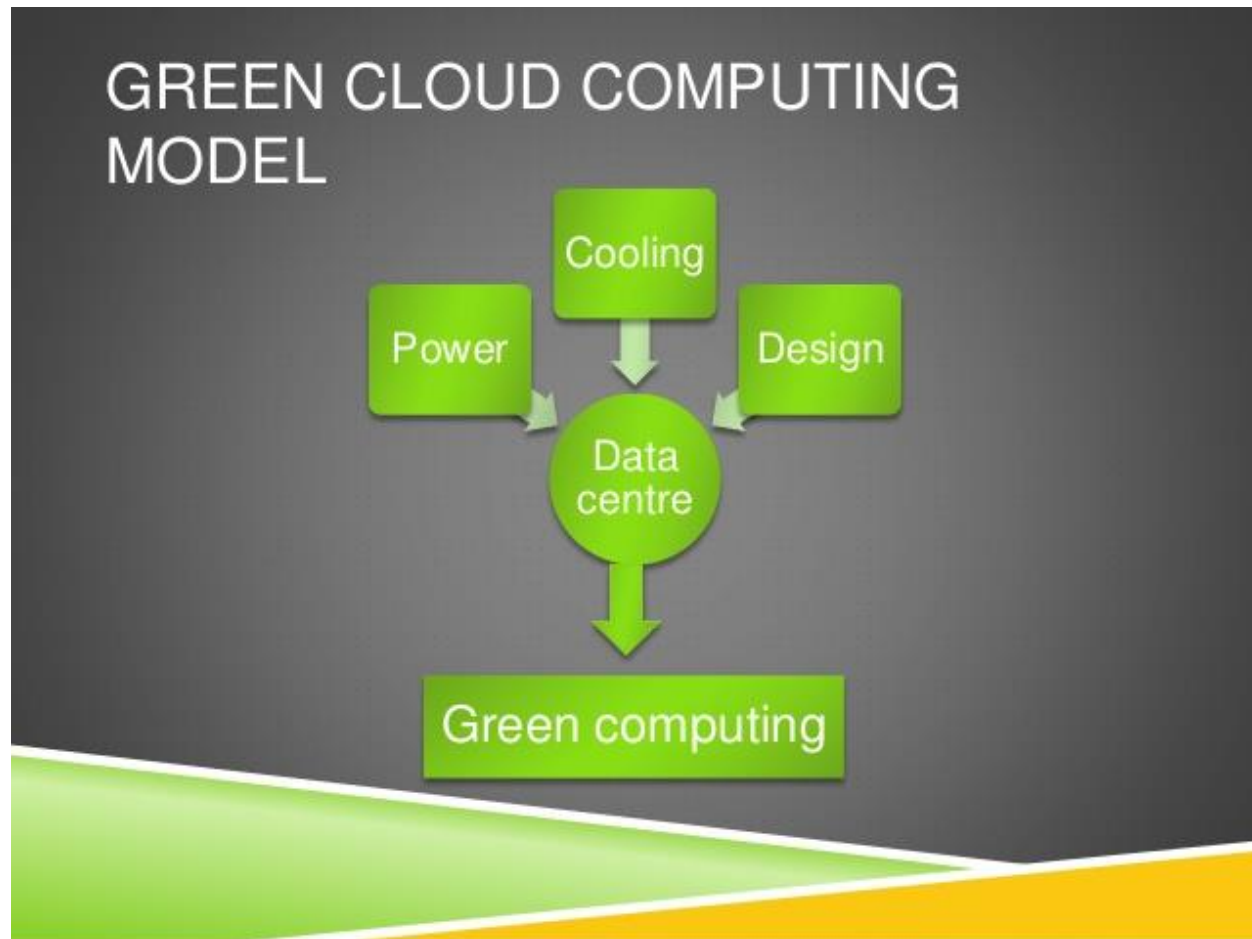 GREEN CLOUD COMPUTING
MODEL
Cooling
Power
Design
Data
centre
Green computing